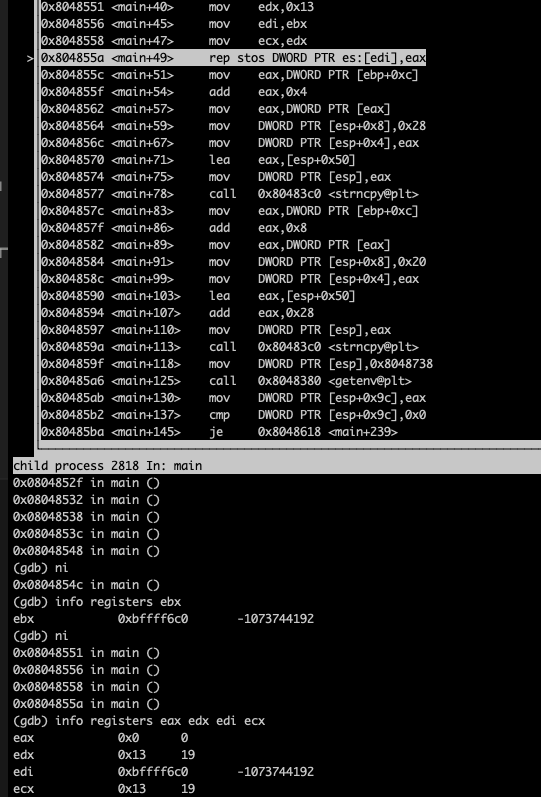 0x8048551 <main+40> mov edx,0x13
0x8048556 <main+45> mov edi,ebx
0x8048558 <main+47> mov ecx,edx
> 0x804855a <main+49> rep stos DWORD PTR es:[edi],eax
0x804855c <main+51> mov eax,DWORD PTR [ebp+0xc]
0x804855f <main+54> add eax,0x4
0x8048562 <main+57> mov eax,DWORD PTR [eax]
0x8048564 <main+59> mov DWORD PTR [esp+0x8],0x28
0x804856c <main+67> mov DWORD PTR [esp+0x4],eax
0x8048570 <main+71> lea eax,[esp+0x50]
0x8048574 <main+75> mov DWORD PTR [esp],eax
0x8048577 <main+78> call 0x80483c0 <strncpy@plt>
0x804857c <main+83> mov eax,DWORD PTR [ebp+0xc]
0x804857f <main+86> add eax,0x8
0x8048582 <main+89> mov eax,DWORD PTR [eax]
0x8048584 <main+91> mov DWORD PTR [esp+0x8],0x20
0x804858c <main+99> mov DWORD PTR [esp+0x4],eax
0x8048590 <main+103> lea eax,[esp+0x50]
0x8048594 <main+107> add eax,0x28
0x8048597 <main+110> mov DWORD PTR [esp],eax
0x804859a <main+113> call 0x80483c0 <strncpy@plt>
0x804859f <main+118> mov DWORD PTR [esp],0x8048738
0x80485a6 <main+125> call 0x8048380 <getenv@plt>
0x80485ab <main+130> mov DWORD PTR [esp+0x9c],eax
0x80485b2 <main+137> cmp DWORD PTR [esp+0x9c],0x0
0x80485ba <main+145> je 0x8048618 <main+239>
child process 2818 In: main
0x0804852f in main ()
0x08048532 in main ()
0x08048538 in main ()
0x0804853c in main ()
0x08048548 in main ()
(gdb) ni
0x0804854c in main ()
(gdb) info registers ebx
ebx 0xbffff6c0 -1073744192
(gdb) ni
0x08048551 in main ()
0x08048556 in main ()
0x08048558 in main ()
0x0804855a in main ()
(gdb) info registers eax edx edi ecx
eax 0x0 0
edx 0x13 19
edi 0xbffff6c0 -1073744192
ecx 0x13 19